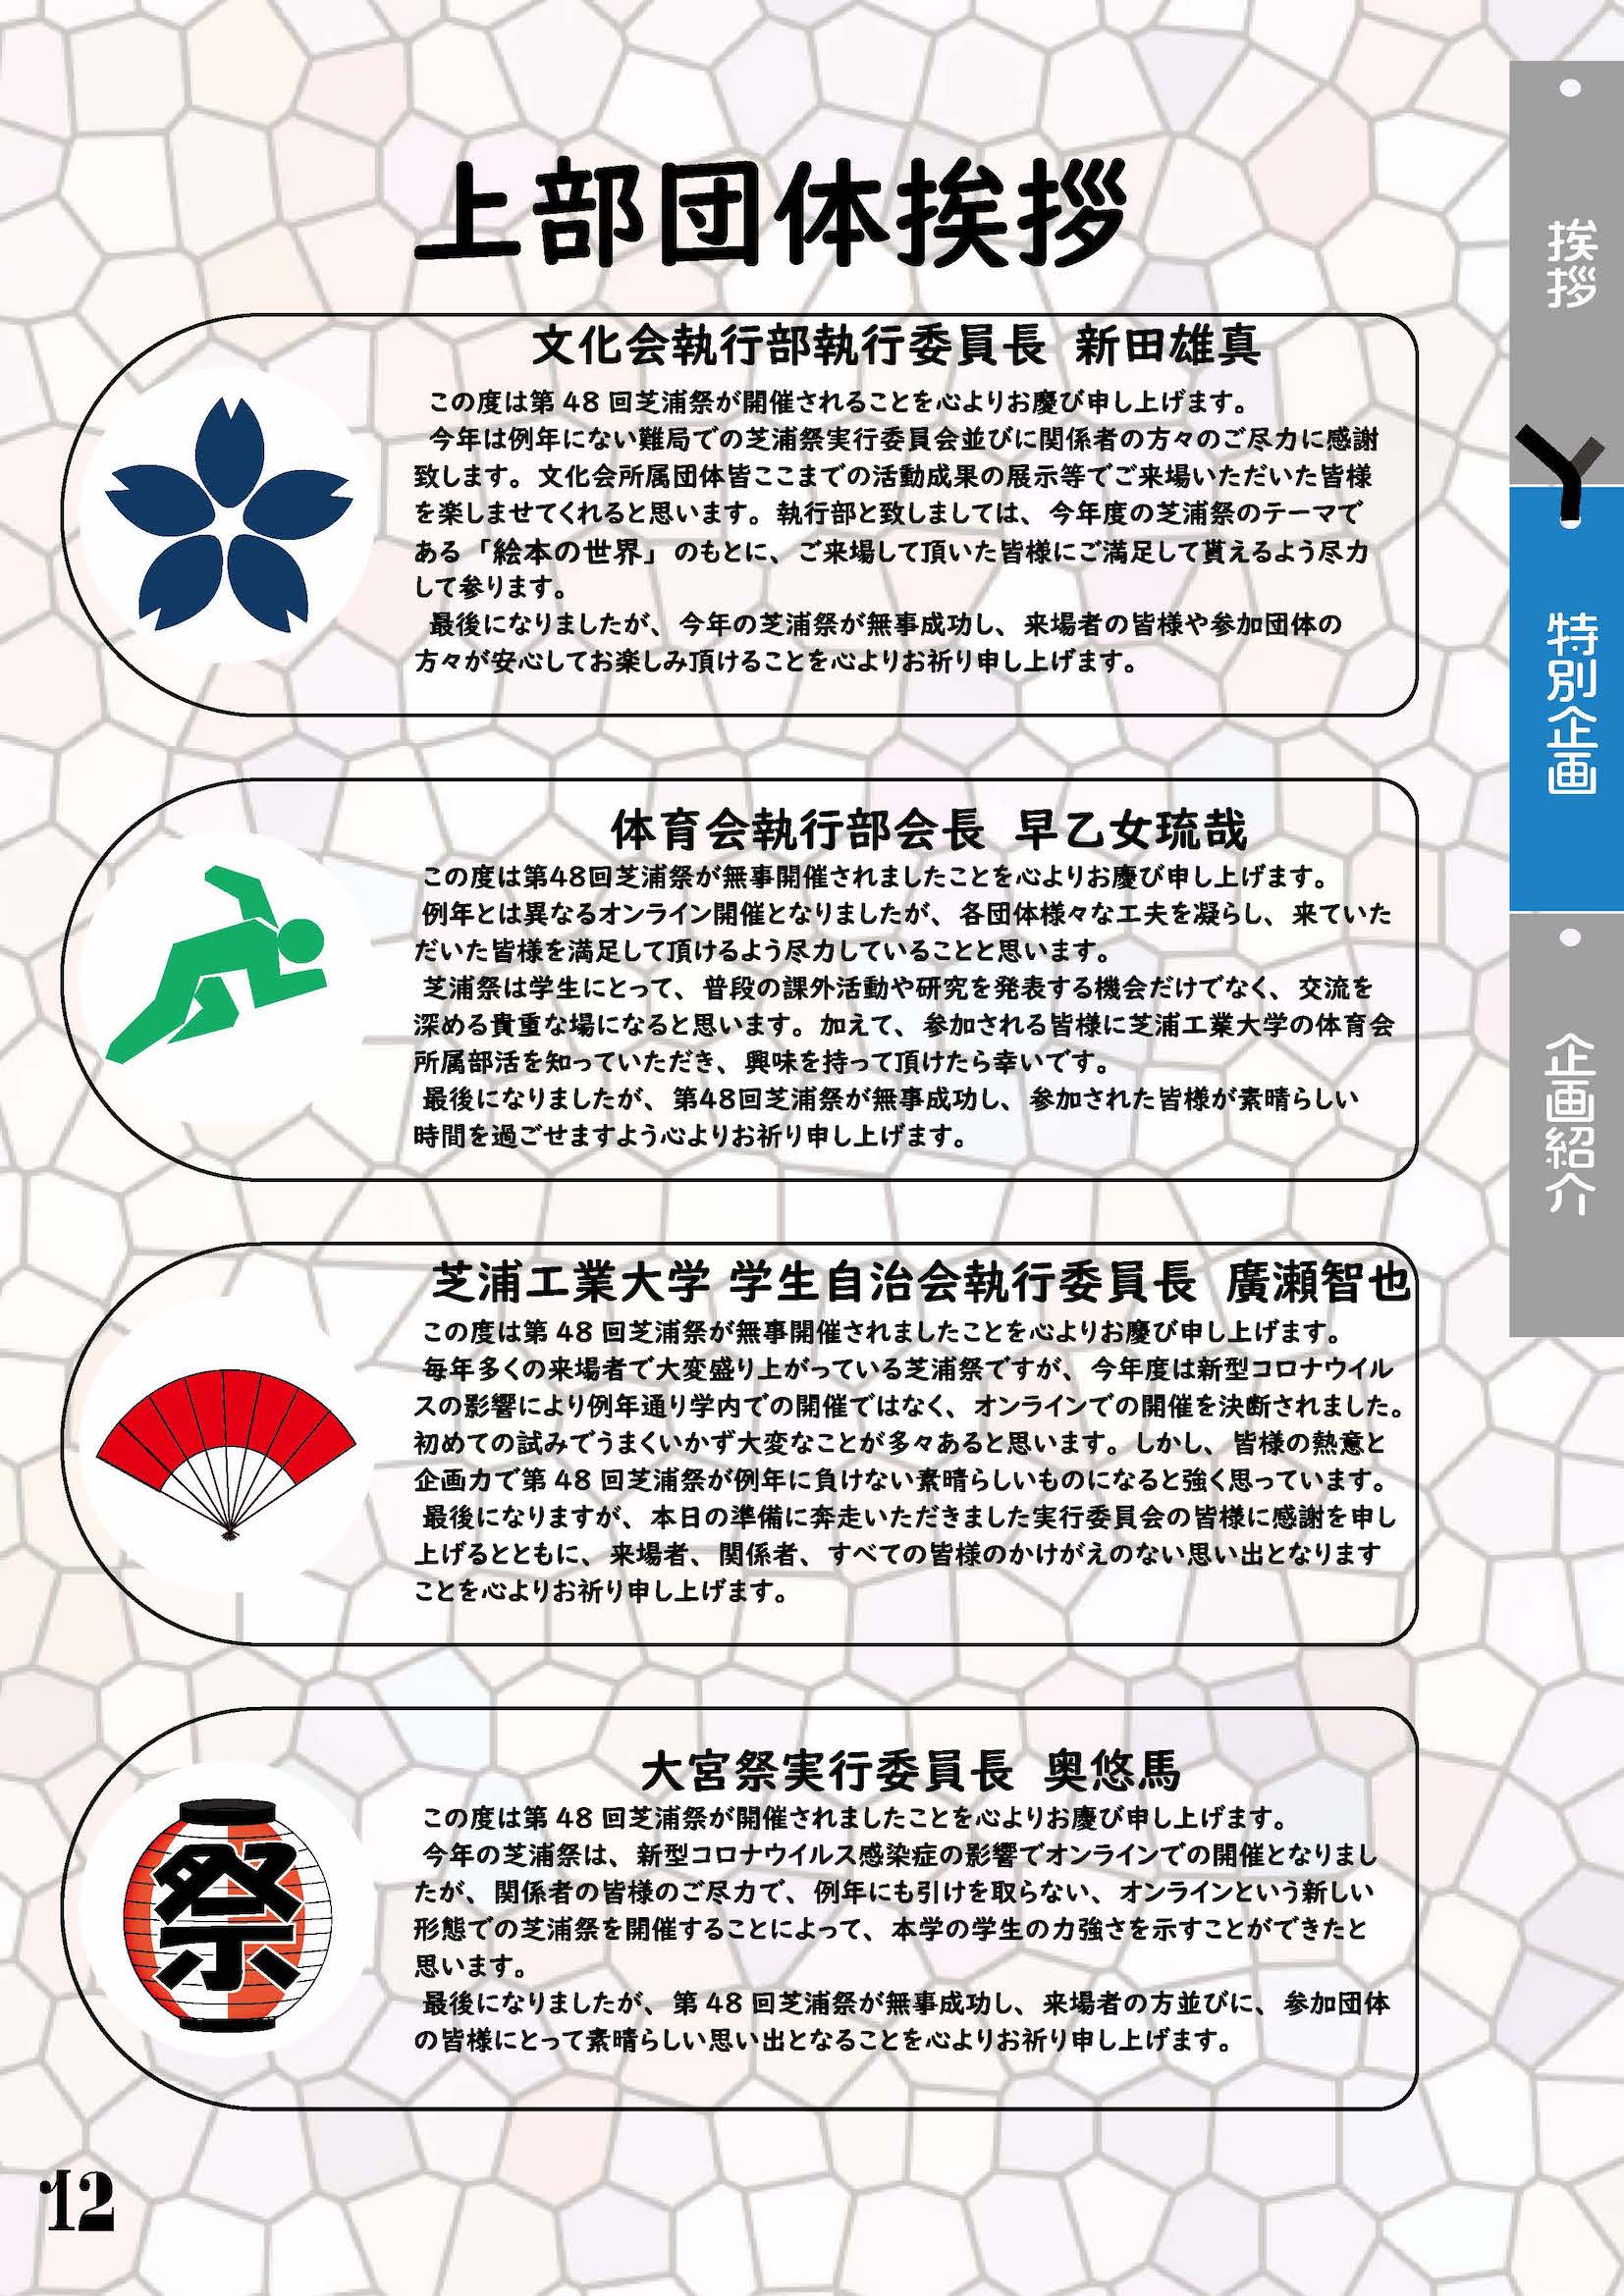 上部団体挨拶
文化会執行部執行委員長 新田雄真
この度は第 48 回芝浦祭が開催されることを心よりお慶び申し上げます。
今年は例年にない難局での芝浦祭実行委員会並びに関係者の方々のご尽力に感謝
致します。文化会所属団体皆ここまでの活動成果の展示等でご来場いただいた皆様
を楽しませてくれると思います。執行部と致しましては、今年度の芝浦祭のテーマで
ある「絵本の世界」のもとに、ご来場して頂いた皆様にご満足して貰えるよう尽力
して参ります。
最後になりましたが、今年の芝浦祭が無事成功し、来場者の皆様や参加団体の
方々が安心してお楽しみ頂けることを心よりお祈り申し上げます。
体育会執行部会長 早乙女琉哉
この度は第48回芝浦祭が無事開催されましたことを心よりお慶び申し上げます。
例年とは異なるオンライン開催となりましたが、各団体様々な工夫を凝らし、来ていた
だいた皆様を満足して頂けるよう尽力していることと思います。
芝浦祭は学生にとって、普段の課外活動や研究を発表する機会だけでなく、交流を
深める貴重な場になると思います。加えて、参加される皆様に芝浦工業大学の体育会
所属部活を知っていただき、興味を持って頂けたら幸いです。
最後になりましたが、第48回芝浦祭が無事成功し、参加された皆様が素晴らしい
時間を過ごせますよう心よりお祈り申し上げます。
芝浦工業大学 学生自治会執行委員長 廣瀬智也
この度は第 48 回芝浦祭が無事開催されましたことを心よりお慶び申し上げます。
毎年多くの来場者で大変盛り上がっている芝浦祭ですが、今年度は新型コロナウイル
スの影響により例年通り学内での開催ではなく、オンラインでの開催を決断されました。
初めての試みでうまくいかず大変なことが多々あると思います。しかし、皆様の熱意と
企画力で第 48 回芝浦祭が例年に負けない素晴らしいものになると強く思っています。
最後になりますが、本日の準備に奔走いただきました実行委員会の皆様に感謝を申し
上げるとともに、来場者、関係者、すべての皆様のかけがえのない思い出となります
ことを心よりお祈り申し上げます。
祭
大宮祭実行委員長 奥悠馬
この度は第 48 回芝浦祭が開催されましたことを心よりお慶び申し上げます。
今年の芝浦祭は、新型コロナウイルス感染症の影響でオンラインでの開催となりまし
たが、関係者の皆様のご尽力で、例年にも引けを取らない、オンラインという新しい
形態での芝浦祭を開催することによって、本学の学生の力強さを示すことができたと
思います。
最後になりましたが、第 48 回芝浦祭が無事成功し、来場者の方並びに、参加団体
の皆様にとって素晴らしい思い出となることを心よりお祈り申し上げます。
挨拶
特別企画
企画紹介
12